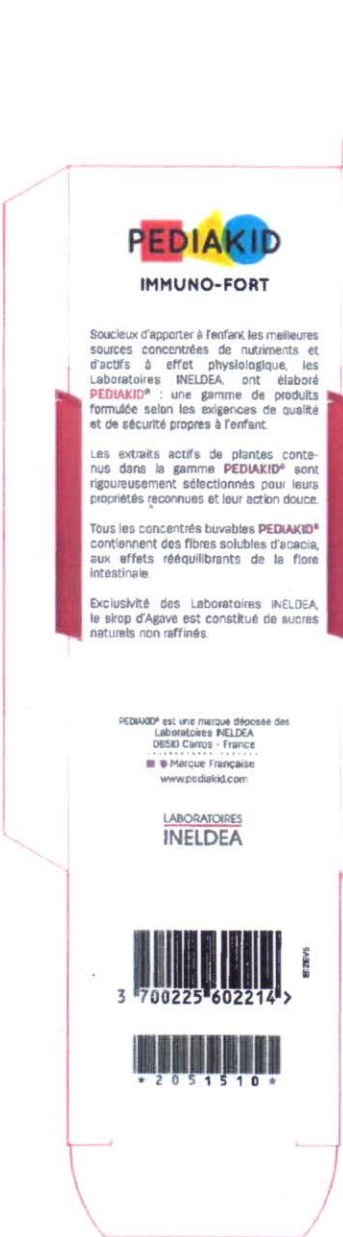 PEDIAKID
IMMUNO-FORT
Soucieux d'apporter à l'enfant, les meilleures
sources concentrées de nutriments et
d'actifs à effet physiologique, les
Laboratoires INELDEA, ont élaboré
PEDIAKID® : une gamme de produits
formulée selon les exigences de qualité
et de sécurité propres à l'enfant.
Les extraits actifs de plantes conte-
nus dans la gamme PEDIAKID® sont
rigoureusement sélectionnés pour leurs
propriétés reconnues et leur action douce.
Tous les concentrés buvables PEDIAKID®
contiennent des fibres solubles d'acacia,
aux effets rééquilibrants de la flore
intestinale.
Exclusivité des Laboratoires INELDEA,
le sirop d'Agave est constitué de sucres
naturels non raffinés.
PEDIAKID® est une marque déposée des
Laboratoires INELDEA
06510 Carros - France
Marque Française
www.pediakid.com
LABORATOIRES
INELDEA
3 700225 602214 >
* 2 0 5 1 5 1 0 *